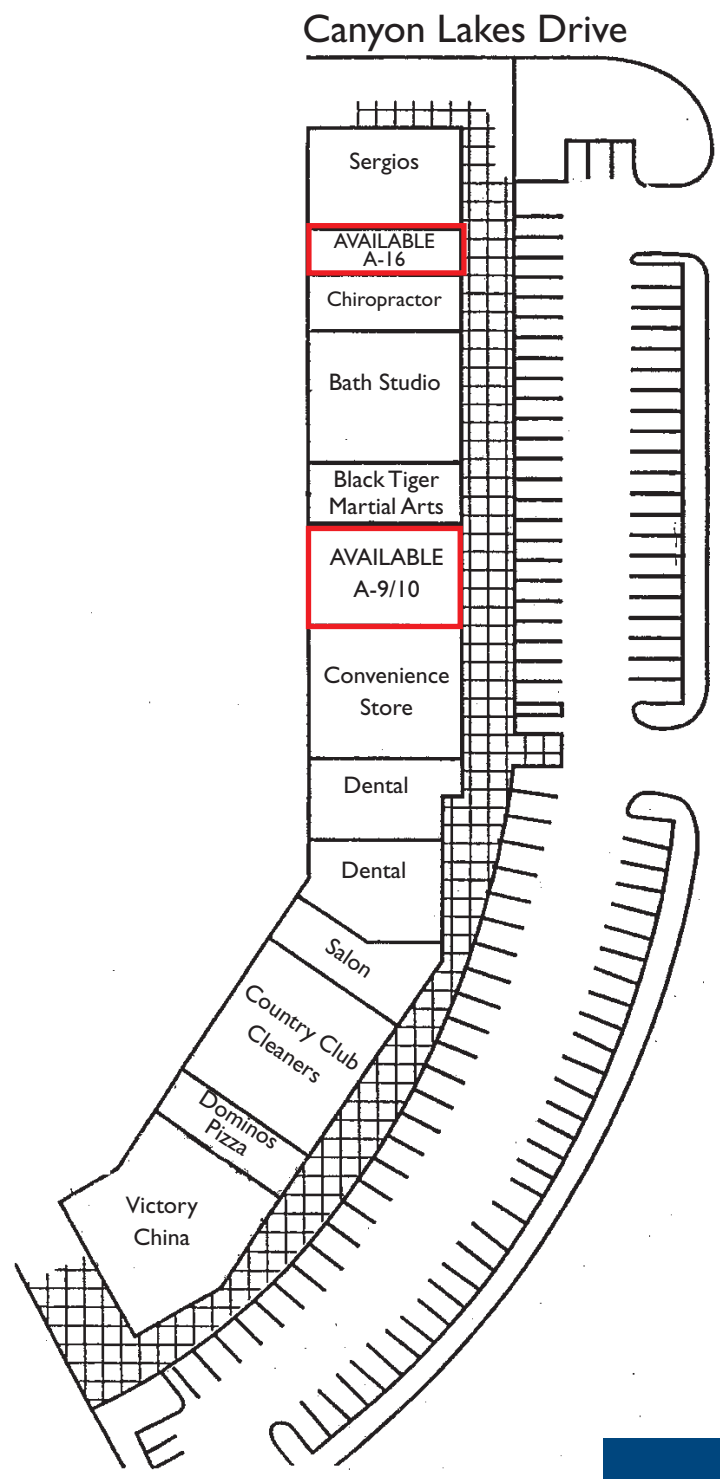 Canyon Lakes Drive
Sergios
AVAILABLE
A-16
Chiropractor
Bath Studio
Black Tiger
Martial Arts
AVAILABLE
A-9/10
Convenience
Store
Dental
Dental
Salon
Country Club
Cleaners
Dominos
Pizza
Victory
China